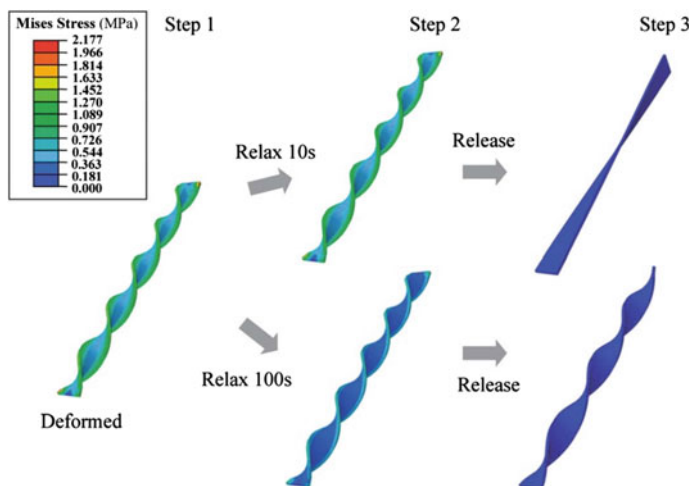 Mises Stress (MPa)
2.177
1.966
1.814
1.633
1.452
1.270
1.089
0.907
0.726
0.544
0.363
0.181
0.000
Step 1
Step 2
Step 3
Relax 10s
Release
Deformed
Relax 100s
Release